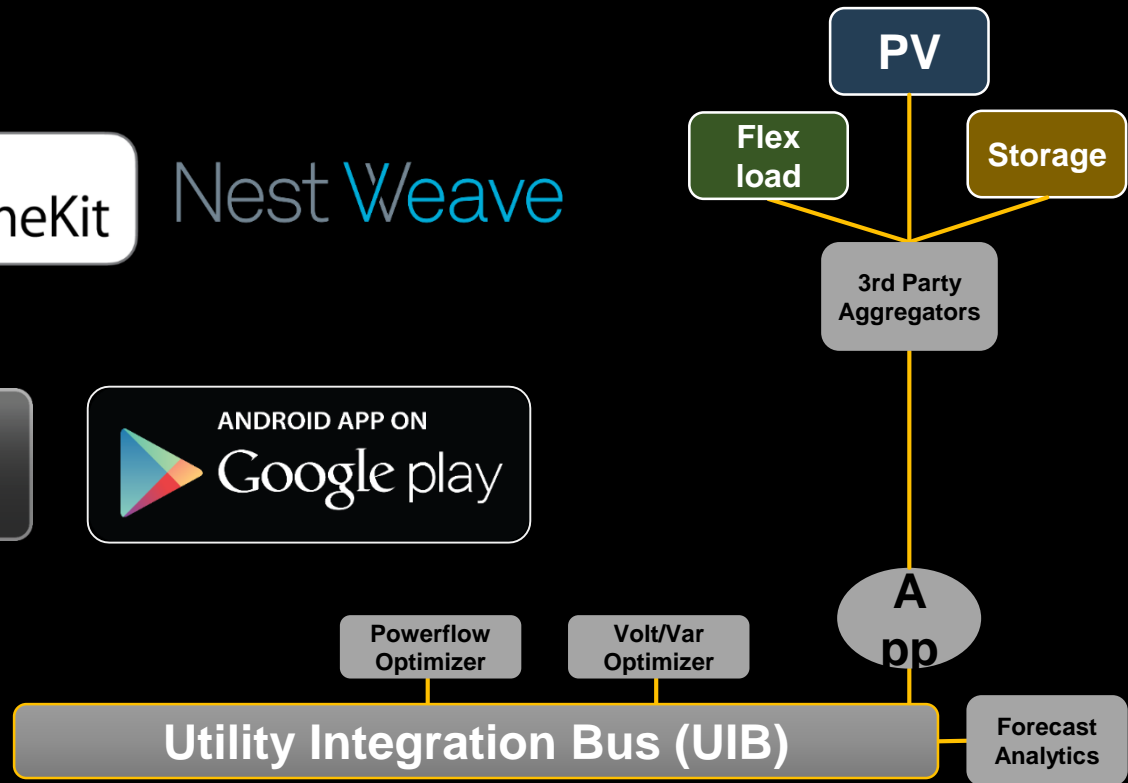 PV
Flex
load
Storage
neKit
Nest Weave
3rd Party
Aggregators
ANDROID APP ON
Google play
A
pp
Powerflow
Optimizer
Volt/Var
Optimizer
Utility Integration Bus (UIB)
Forecast
Analytics